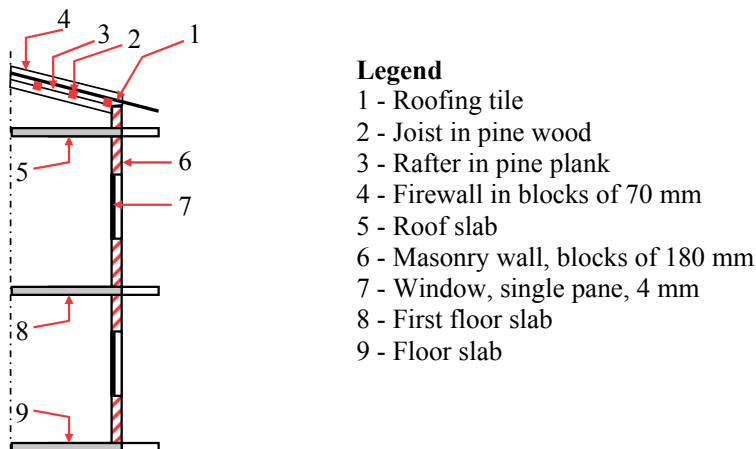 4
3
2
1
5
6
7
8
9
Legend
1 - Roofing tile
2 - Joist in pine wood
3 - Rafter in pine plank
4 - Firewall in blocks of 70 mm
5 - Roof slab
6 - Masonry wall, blocks of 180 mm
7 - Window, single pane, 4 mm
8 - First floor slab
9 - Floor slab